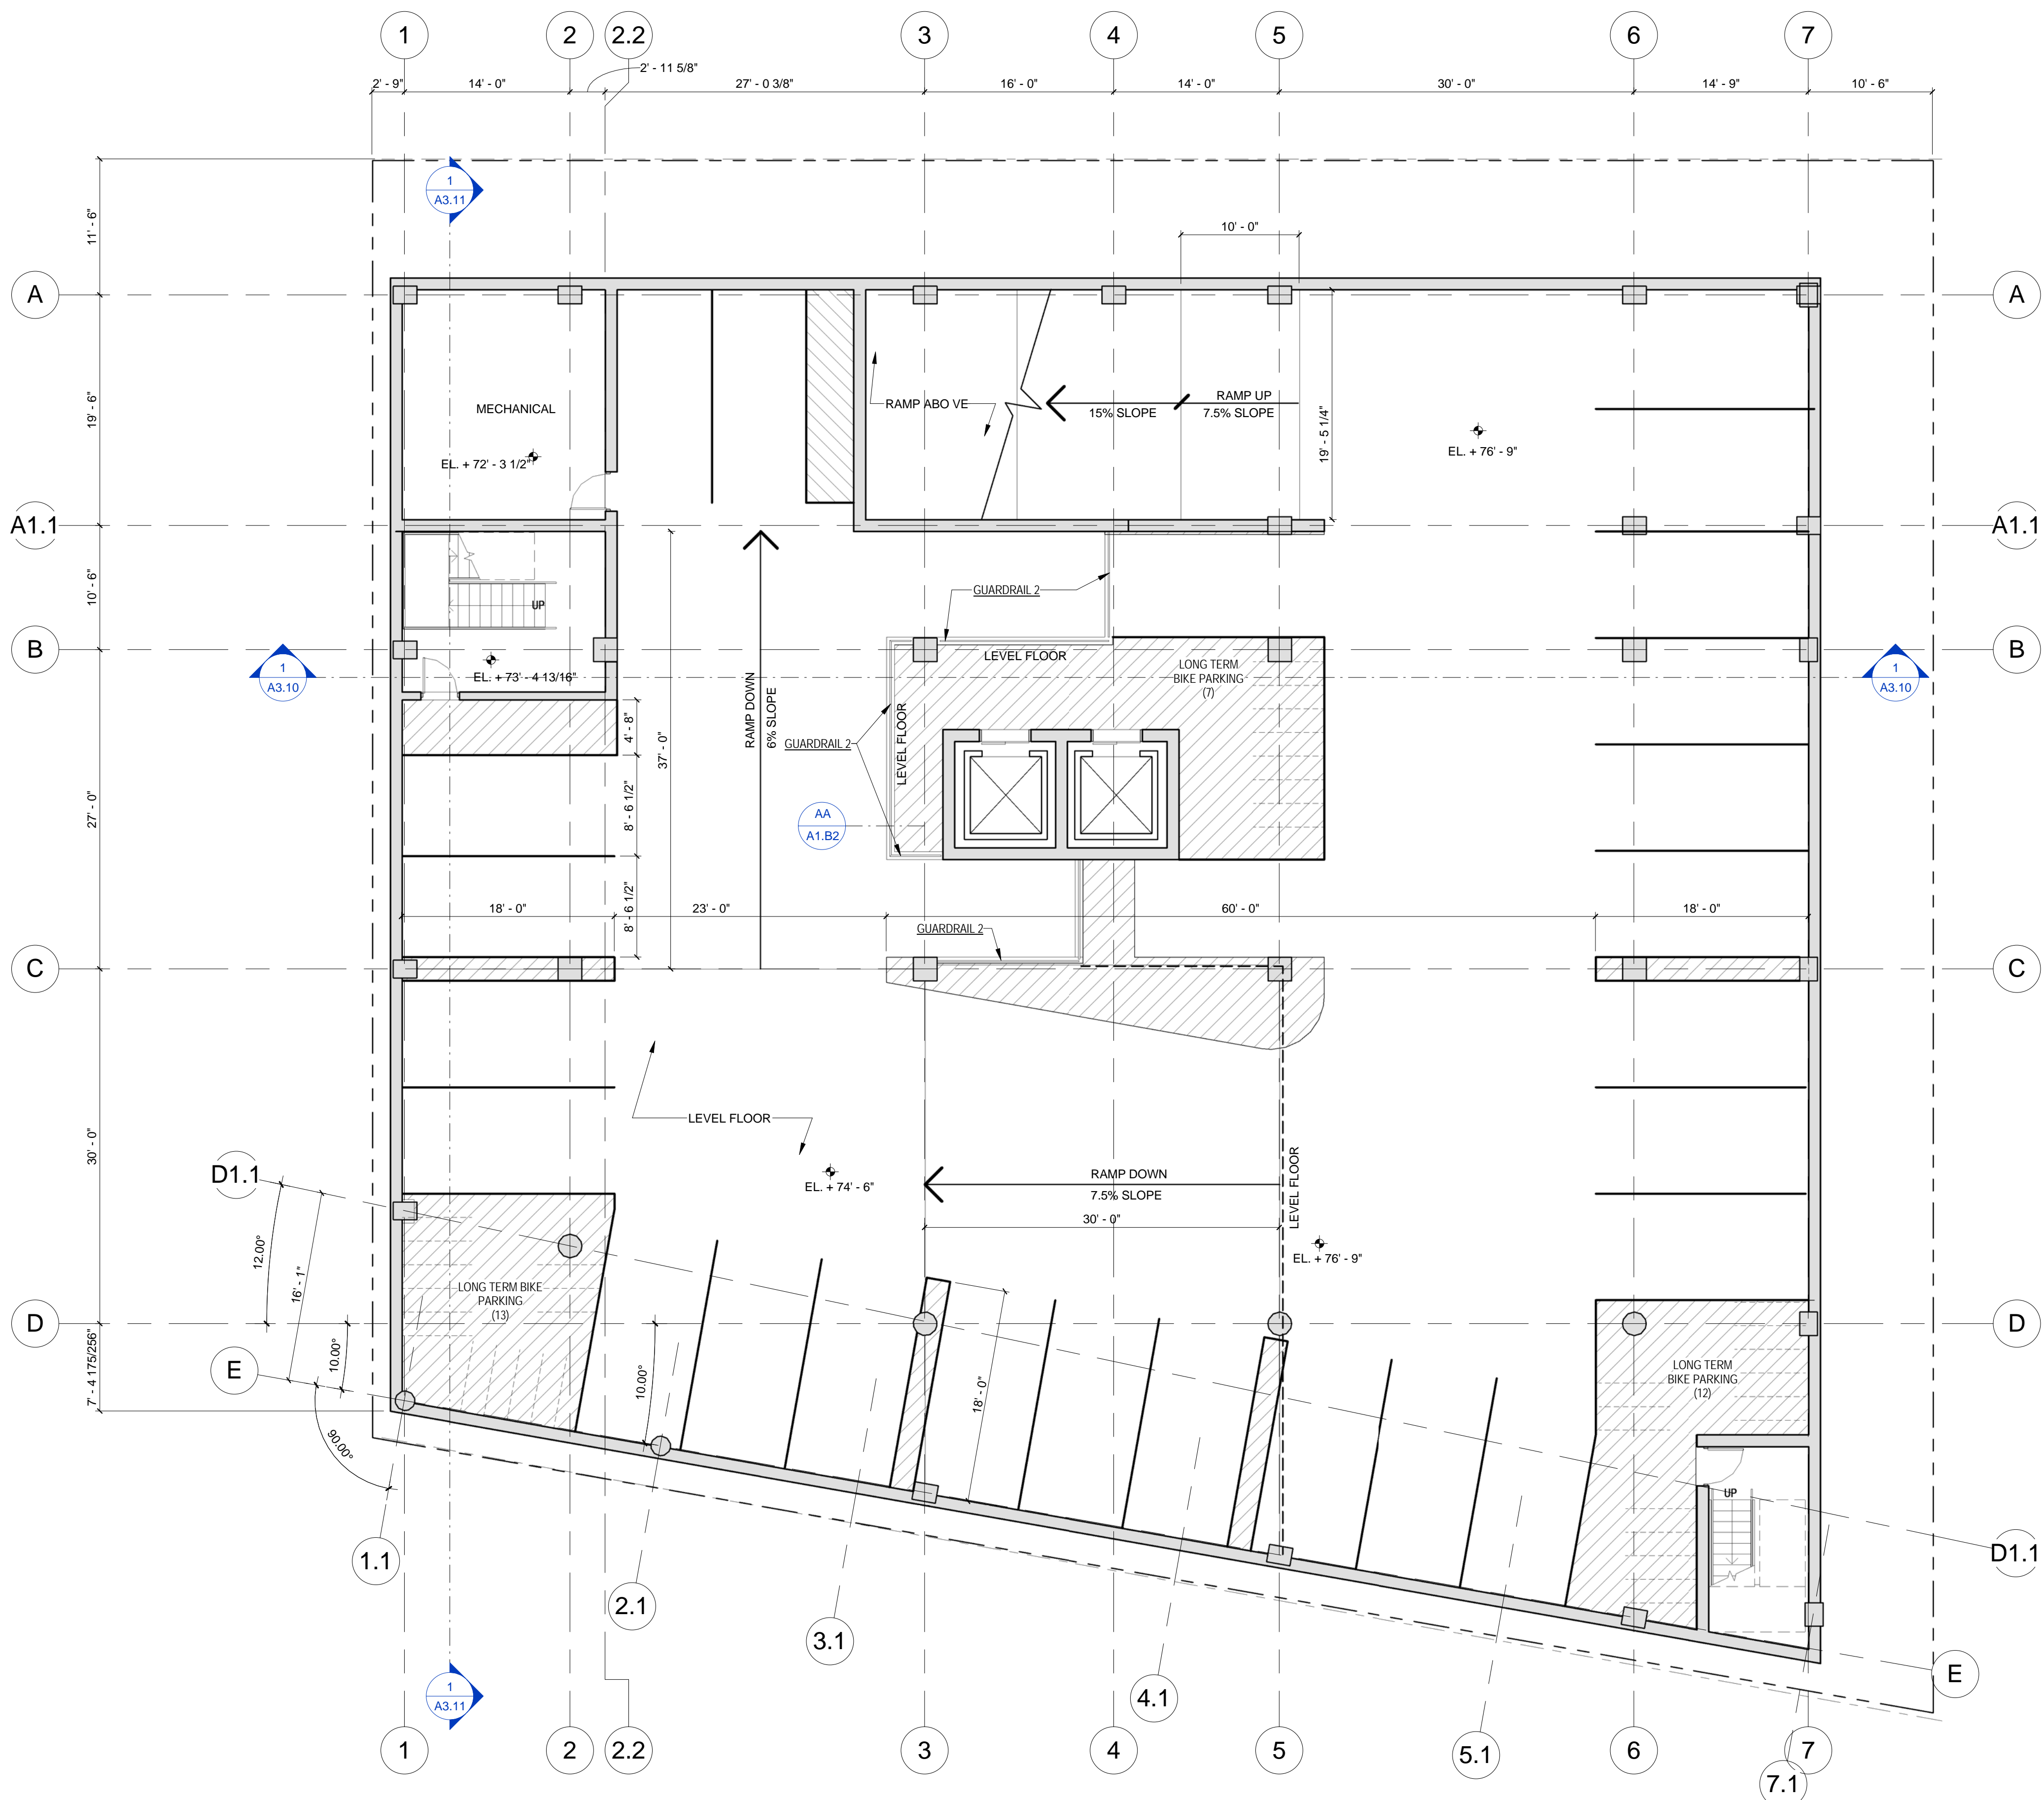 1
2
2.2
3
4
5
6
7
2' - 11 5/8"
2' - 9"
14' - 0"
27' - 0 3/8"
16' - 0"
14' - 0"
30' - 0"
14' - 9"
10' - 6"
1
A3.11
11' - 6"
10' - 0"
A
A
19' - 6"
MECHANICAL
EL. + 72' - 3 1/2"
RAMP ABO VE
15% SLOPE
RAMP UP
7.5% SLOPE
19' - 5 1/4"
EL. + 76' - 9"
A1.1
A1.1
10' - 6"
UP
GUARDRAIL 2
B
B
LEVEL FLOOR
LONG TERM
BIKE PARKING
(7)
1
A3.10
EL. + 73' - 4 13/16"
1
A3.10
RAMP DOWN
6% SLOPE
4' - 8"
37' - 0"
GUARDRAIL 2
LEVEL FLOOR
27' - 0"
8' - 6 1/2"
AA
A1.B2
8' - 6 1/2"
18' - 0"
23' - 0"
60' - 0"
18' - 0"
GUARDRAIL 2
C
C
LEVEL FLOOR
30' - 0"
D1.1
EL. + 74' - 6"
RAMP DOWN
7.5% SLOPE
30' - 0"
LEVEL FLOOR
EL. + 76' - 9"
12.00°
16' - 1"
LONG TERM BIKE
PARKING
(13)
D
D
10.00°
10.00°
7' - 4 175/256"
E
18' - 0"
LONG TERM
BIKE PARKING
(12)
90.00°
UP
D1.1
1.1
2.1
3.1
4.1
5.1
7.1
E
1
A3.11
1
2
2.2
3
4
5
6
7